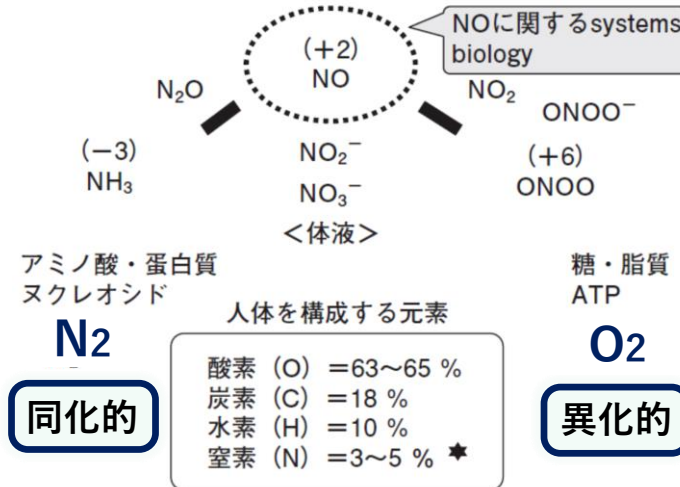 NOに関するsystems
biology
(+2)
NO
N₂O
NO₂
ONOO⁻
(−3)
NH₃
NO₂⁻
NO₃⁻
(+6)
ONOO
<体液>
アミノ酸・蛋白質
ヌクレオシド
糖・脂質
ATP
人体を構成する元素
N2
O2
酸素(O)=63〜65 %
炭素(C)=18 %
水素(H)=10 %
窒素(N)=3〜5 % ★
同化的
異化的